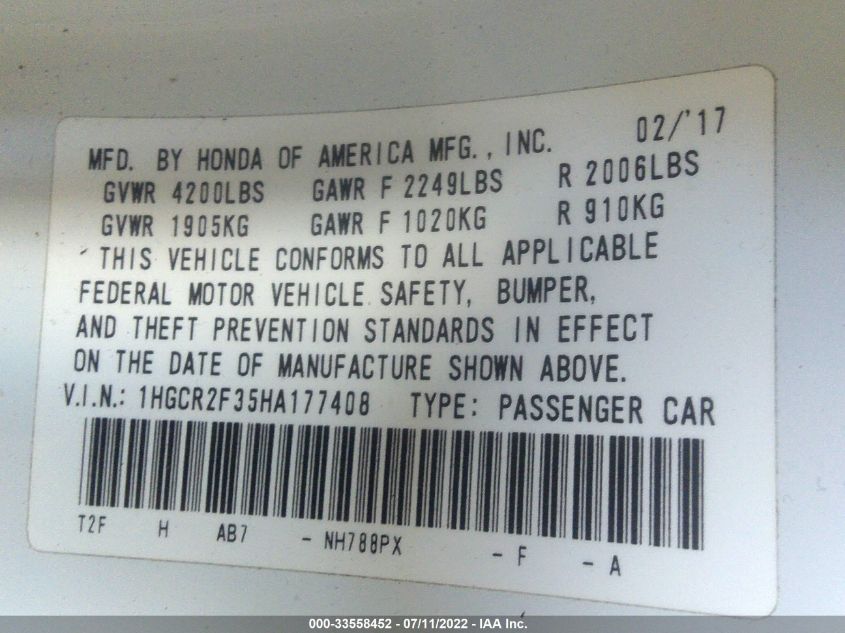 MFD. BY HONDA OF AMERICA MFG., INC. 02/'17
GVWR 4200LBS GAWR F 2249LBS R 2006LBS
GVWR 1905KG GAWR F 1020KG R 910KG
THIS VEHICLE CONFORMS TO ALL APPLICABLE
FEDERAL MOTOR VEHICLE SAFETY, BUMPER,
AND THEFT PREVENTION STANDARDS IN EFFECT
ON THE DATE OF MANUFACTURE SHOWN ABOVE.
V.I.N.: 1HGCR2F35HA177408 TYPE: PASSENGER CAR
T2F H AB7 - NH788PX - F - A
000-33558452 - 07/11/2022 - IAA Inc.